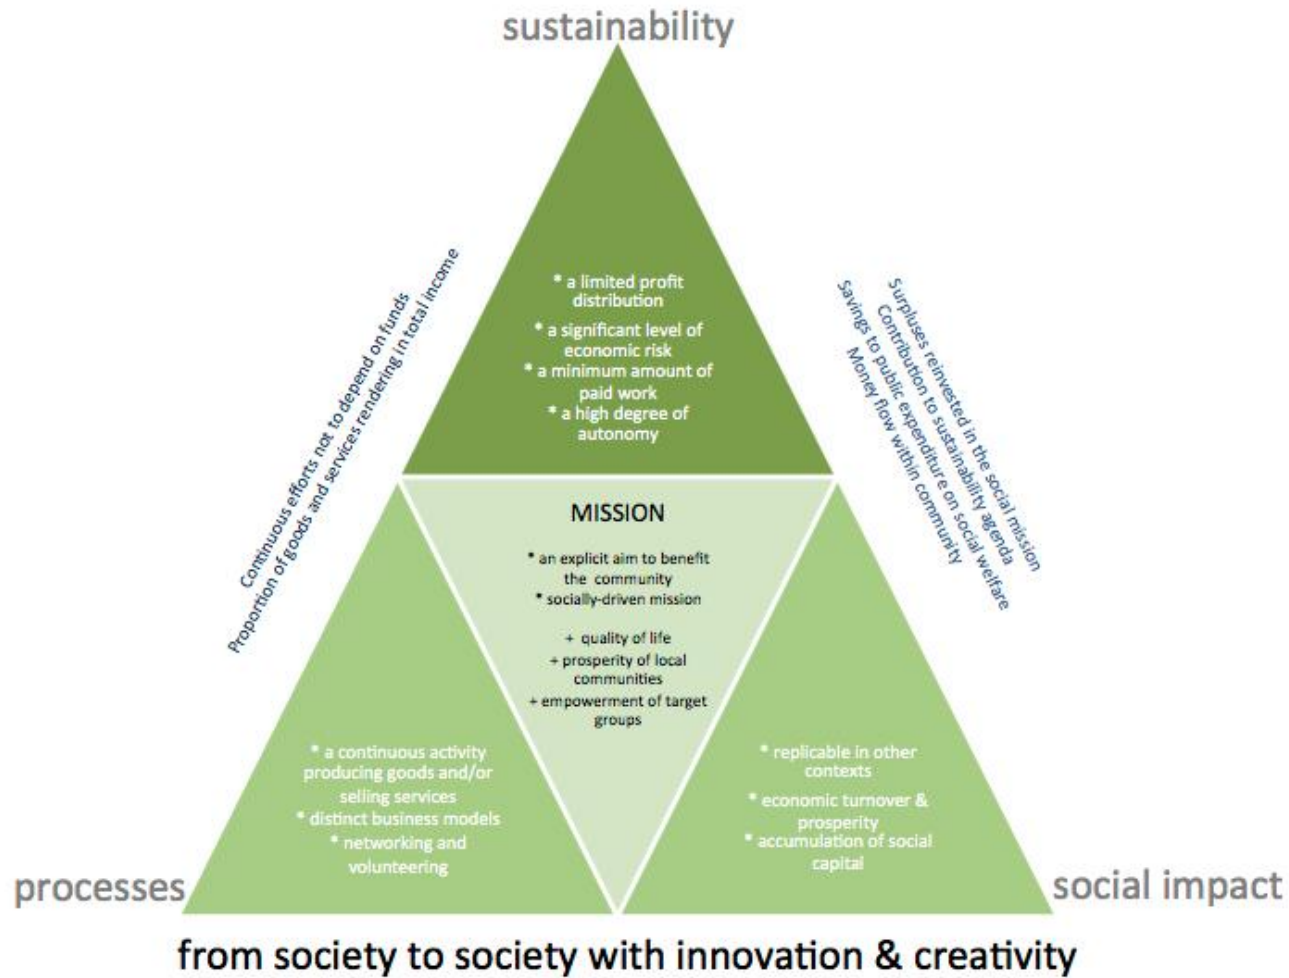 sustainability
* a limited profit
distribution
* a significant level of
economic risk
* a minimum amount of
paid work
* a high degree of
autonomy
Continuous efforts not to depend on funds
Proportion of goods and services rendering in total income
Surpluses reinvested in the social mission
Contribution to sustainability agenda
Savings to public expenditure on social welfare
Money flow within community
MISSION
* an explicit aim to benefit
the community
* socially-driven mission
+ quality of life
+ prosperity of local
communities
+ empowerment of target
groups
* a continuous activity
producing goods and/or
selling services
* distinct business models
* networking and
volunteering
* replicable in other
contexts
* economic turnover &
prosperity
* accumulation of social
capital
processes
social impact
from society to society with innovation & creativity